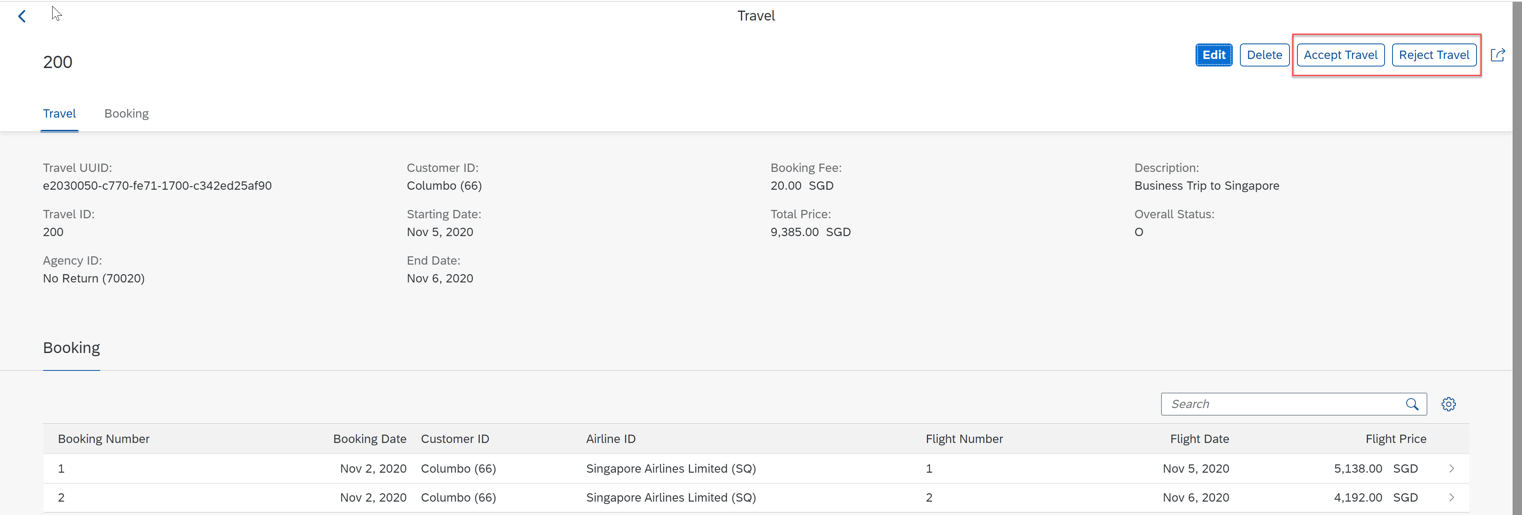 Travel
200
Edit Delete Accept Travel Reject Travel
Travel Booking
Travel UUID: Customer ID: Booking Fee: Description:
e2030050-c770-fe71-1700-c342ed25af90 Columbo (66) 20.00 SGD Business Trip to Singapore
Travel ID: Starting Date: Total Price: Overall Status:
200 Nov 5, 2020 9,385.00 SGD O
Agency ID: End Date:
No Return (70020) Nov 6, 2020
Booking
Search
Booking Number Booking Date Customer ID Airline ID Flight Number Flight Date Flight Price
1 Nov 2, 2020 Columbo (66) Singapore Airlines Limited (SQ) 1 Nov 5, 2020 5,138.00 SGD
2 Nov 2, 2020 Columbo (66) Singapore Airlines Limited (SQ) 2 Nov 6, 2020 4,192.00 SGD